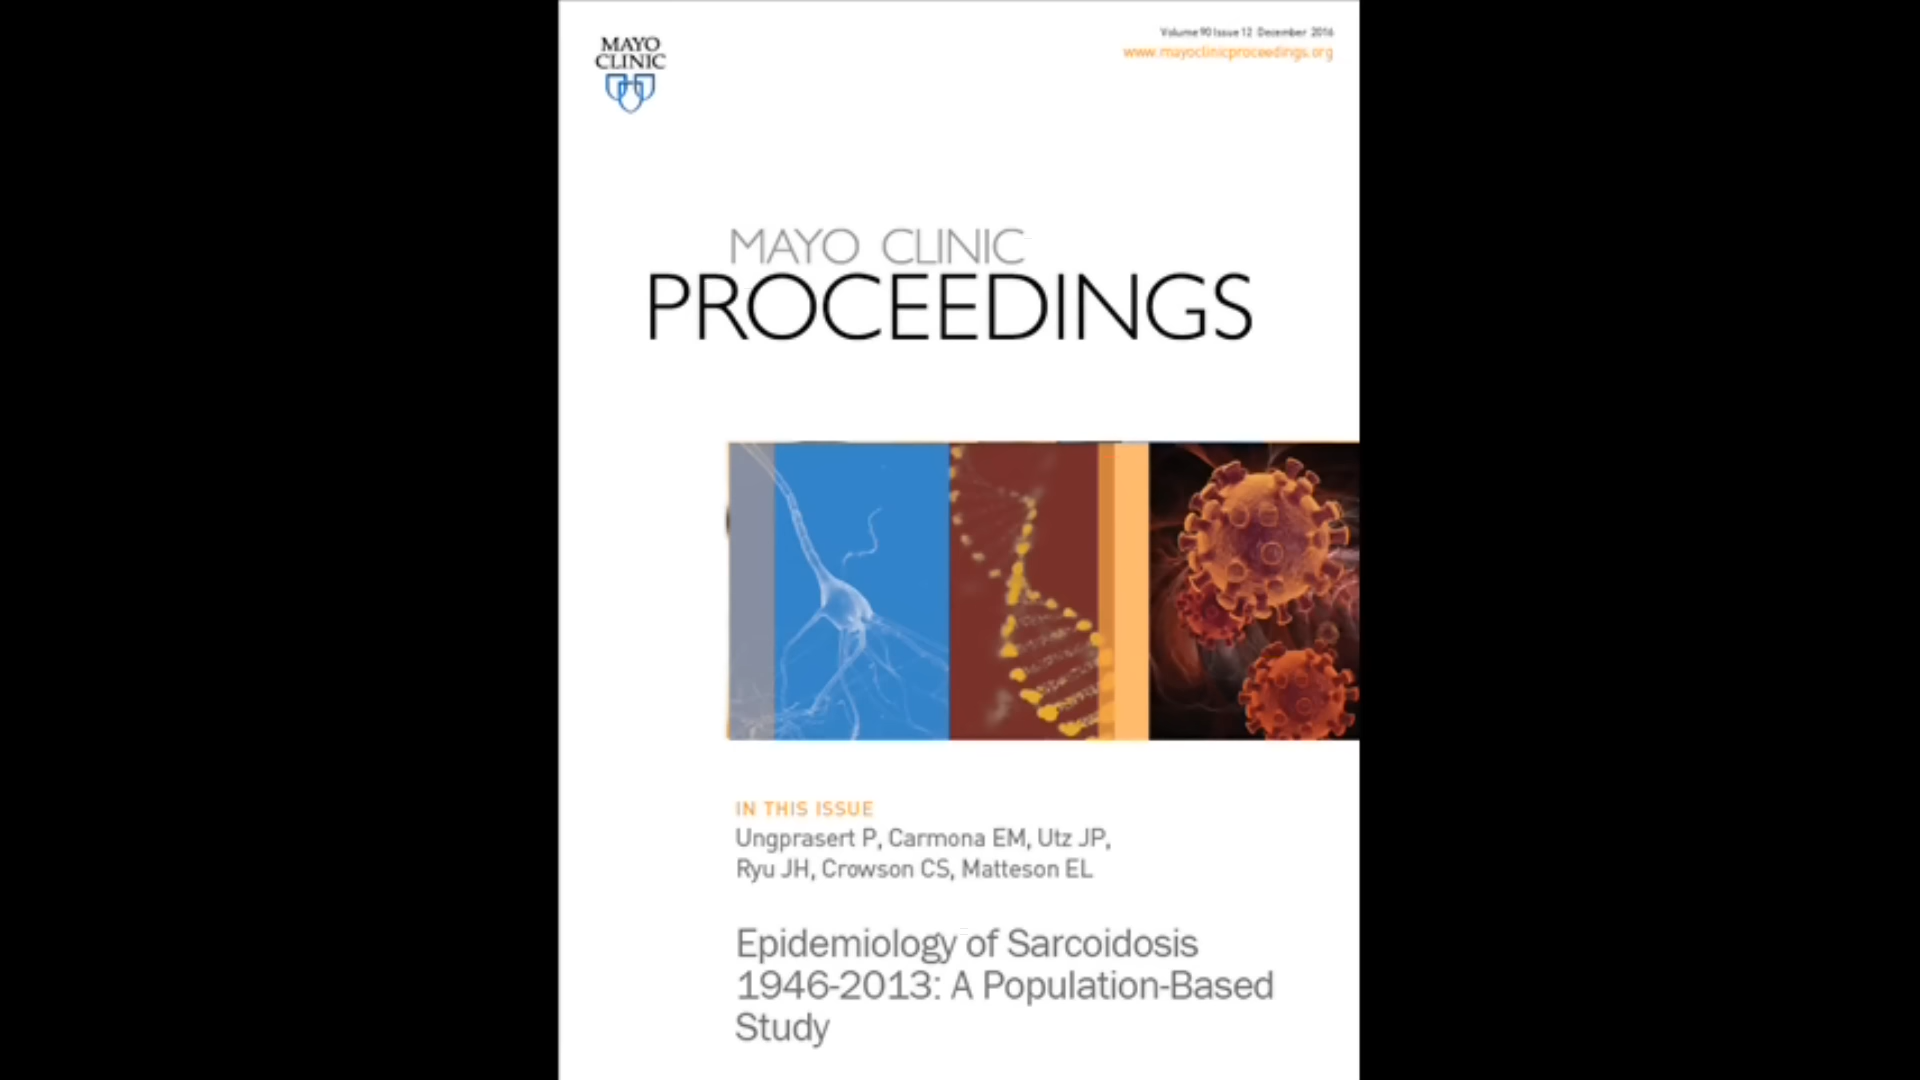 MAYO
CLINIC
Volume 90 Issue 12 December 2016
www.mayoclinicproceedings.org
MAYO CLINIC
PROCEEDINGS
IN THIS ISSUE
Ungprasert P, Carmona EM, Utz JP,
Ryu JH, Crowson CS, Matteson EL
Epidemiology of Sarcoidosis
1946-2013: A Population-Based
Study